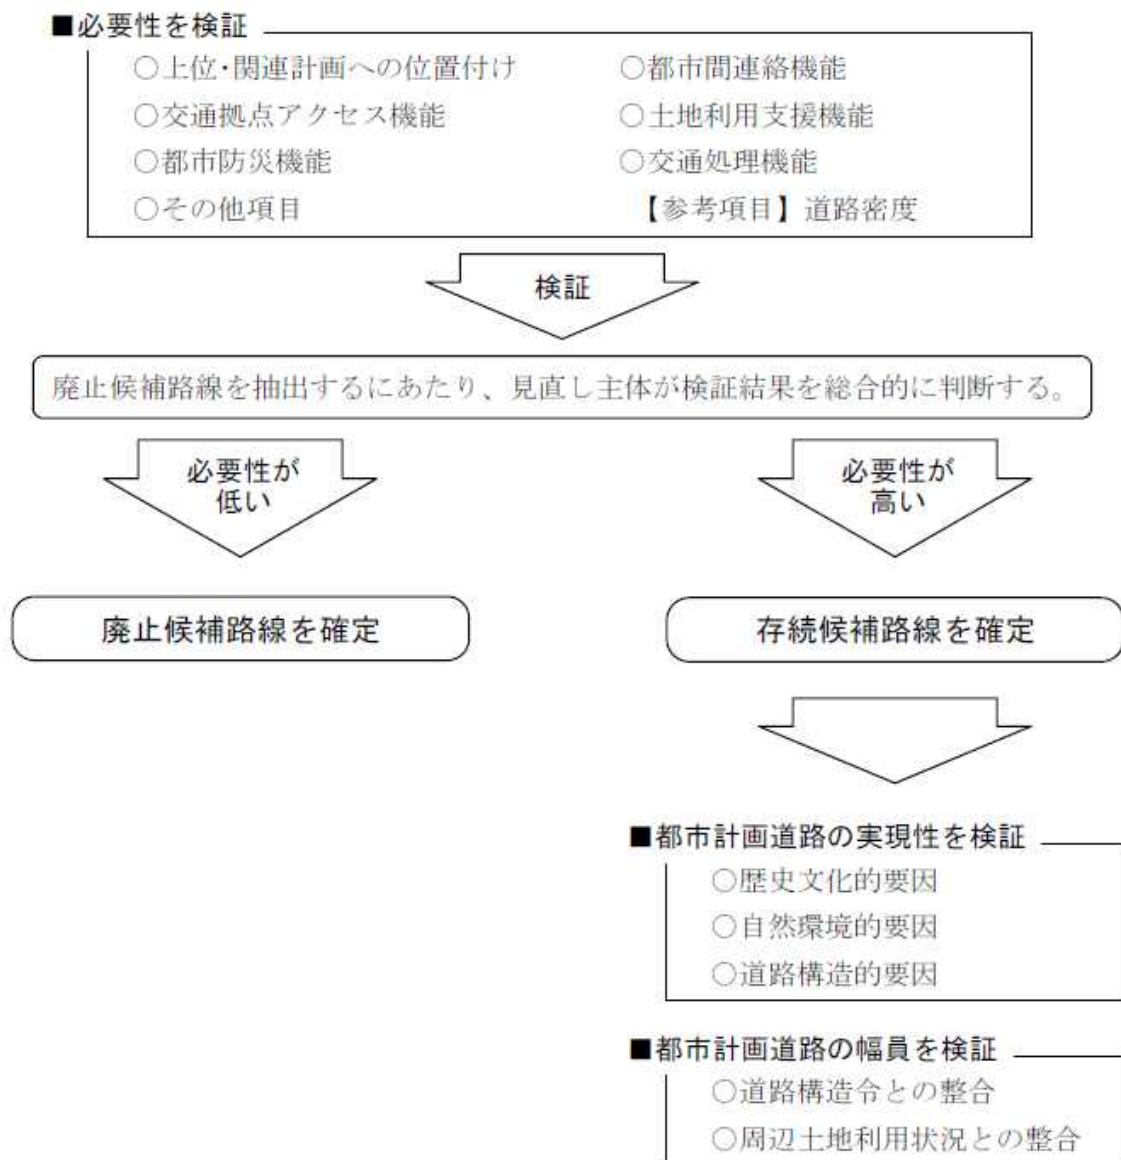 ■必要性を検証
○上位・関連計画への位置付け
○都市間連絡機能
○交通拠点アクセス機能
○土地利用支援機能
○都市防災機能
○交通処理機能
○その他項目
【参考項目】道路密度
検証
廃止候補路線を抽出するにあたり、見直し主体が検証結果を総合的に判断する。
必要性が
低い
必要性が
高い
廃止候補路線を確定
存続候補路線を確定
■都市計画道路の実現性を検証
○歴史文化的要因
○自然環境的要因
○道路構造的要因
■都市計画道路の幅員を検証
○道路構造令との整合
○周辺土地利用状況との整合